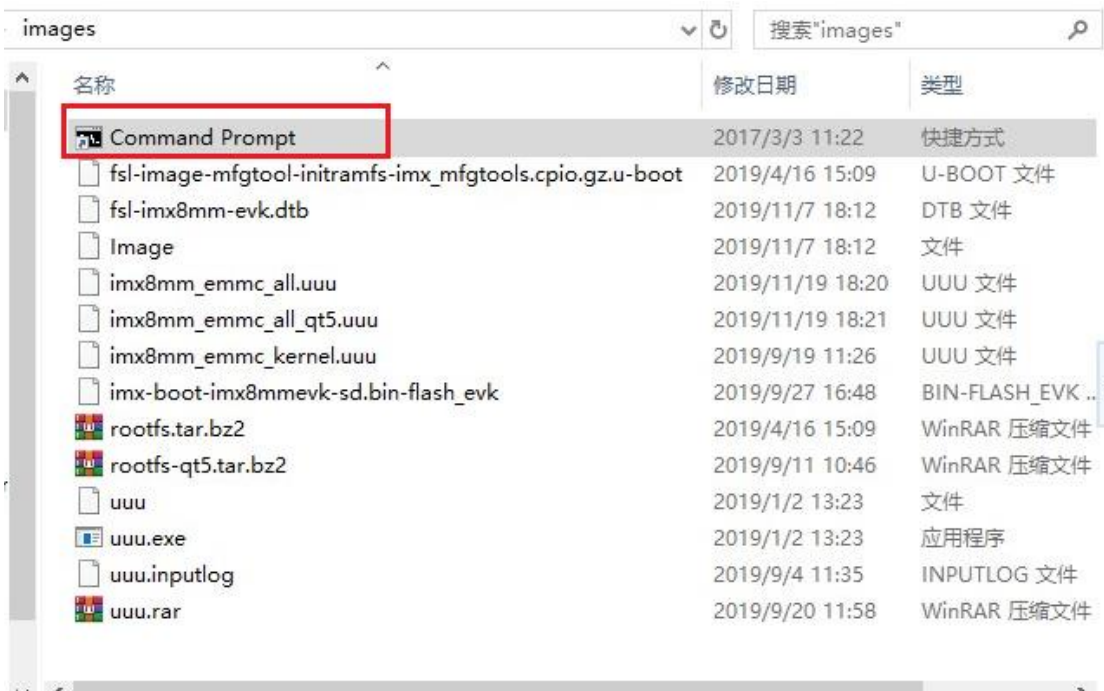 images 搜索"images"
名称 修改日期 类型
Command Prompt 2017/3/3 11:22 快捷方式
fsl-image-mfgtool-initramfs-imx_mfgtools.cpio.gz.u-boot 2019/4/16 15:09 U-BOOT 文件
fsl-imx8mm-evk.dtb 2019/11/7 18:12 DTB 文件
Image 2019/11/7 18:12 文件
imx8mm_emmc_all.uuu 2019/11/19 18:20 UUU 文件
imx8mm_emmc_all_qt5.uuu 2019/11/19 18:21 UUU 文件
imx8mm_emmc_kernel.uuu 2019/9/19 11:26 UUU 文件
imx-boot-imx8mmevk-sd.bin-flash_evk 2019/9/27 16:48 BIN-FLASH_EVK ..
rootfs.tar.bz2 2019/4/16 15:09 WinRAR 压缩文件
rootfs-qt5.tar.bz2 2019/9/11 10:46 WinRAR 压缩文件
uuu 2019/1/2 13:23 文件
uuu.exe 2019/1/2 13:23 应用程序
uuu.inputlog 2019/9/4 11:35 INPUTLOG 文件
uuu.rar 2019/9/20 11:58 WinRAR 压缩文件